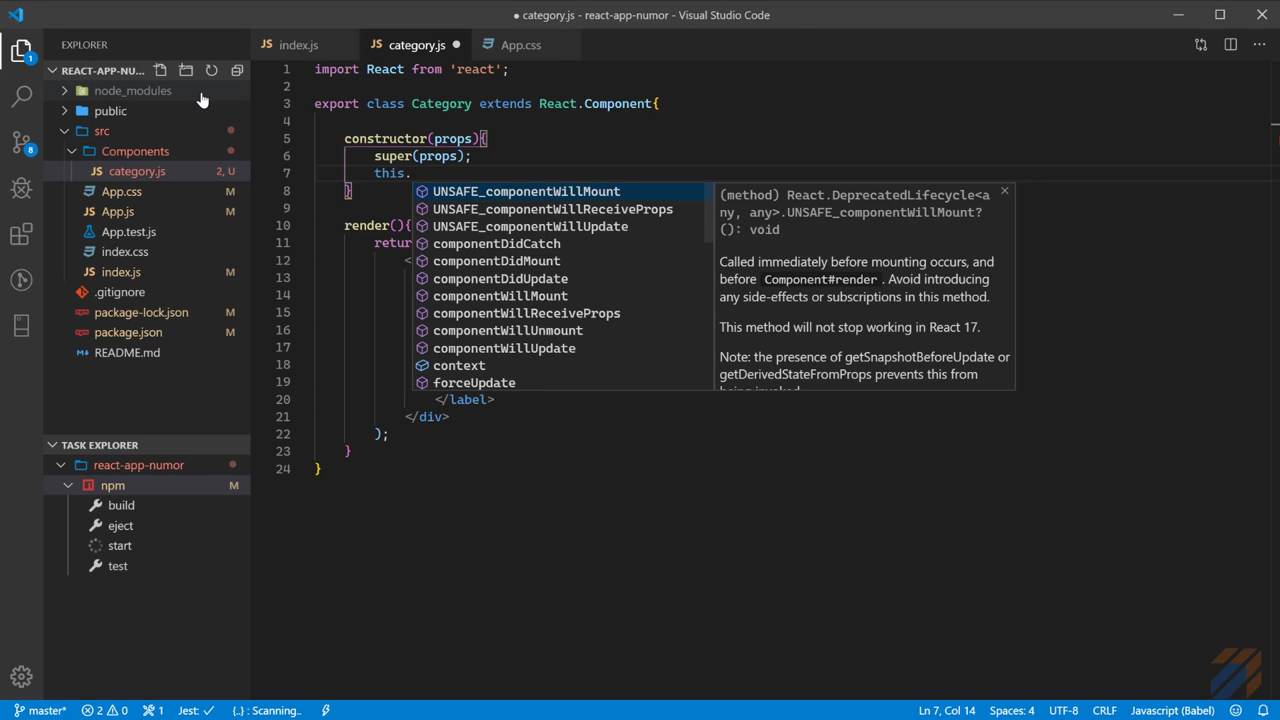 ● category.js - react-app-numor - Visual Studio Code
EXPLORER
REACT-APP-NU...
node_modules
public
src
Components
JS category.js 2, U
App.css M
JS App.js M
App.test.js
index.css
JS index.js M
.gitignore
package-lock.json M
package.json M
README.md
TASK EXPLORER
react-app-numor
npm M
build
eject
start
test
1
8
JS index.js
JS category.js
App.css
1 import React from 'react';
2
3 export class Category extends React.Component{
4
5 constructor(props){
6 super(props);
7 this.
8 }
9
10 render(){
11 retur
12 <
13
14
15
16
17
18
19
20 </label>
21 </div>
22 );
23 }
24 }
UNSAFE_componentWillMount
UNSAFE_componentWillReceiveProps
UNSAFE_componentWillUpdate
componentDidCatch
componentDidMount
componentDidUpdate
componentWillMount
componentWillReceiveProps
componentWillUnmount
componentWillUpdate
context
forceUpdate
(method) React.DeprecatedLifecycle<a
ny, any>.UNSAFE_componentWillMount?
(): void
Called immediately before mounting occurs, and
before Component#render. Avoid introducing
any side-effects or subscriptions in this method.
This method will not stop working in React 17.
Note: the presence of getSnapshotBeforeUpdate or
getDerivedStateFromProps prevents this from
being invoked
master* 2 0 1 Jest: ✓ {..} : Scanning.. Ln 7, Col 14 Spaces: 4 UTF-8 CRLF Javascript (Babel)